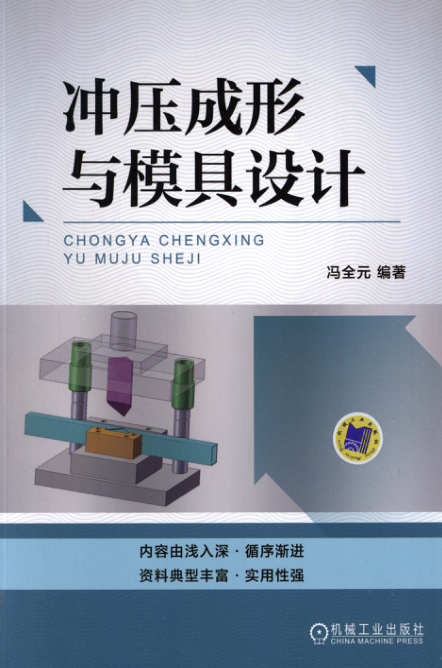 冲压成形
与模具设计
CHONGYA CHENGXING
YU MUJU SHEJI
冯全元 编著
内容由浅入深·循序渐进
资料典型丰富·实用性强
机械工业出版社
CHINA MACHINE PRESS